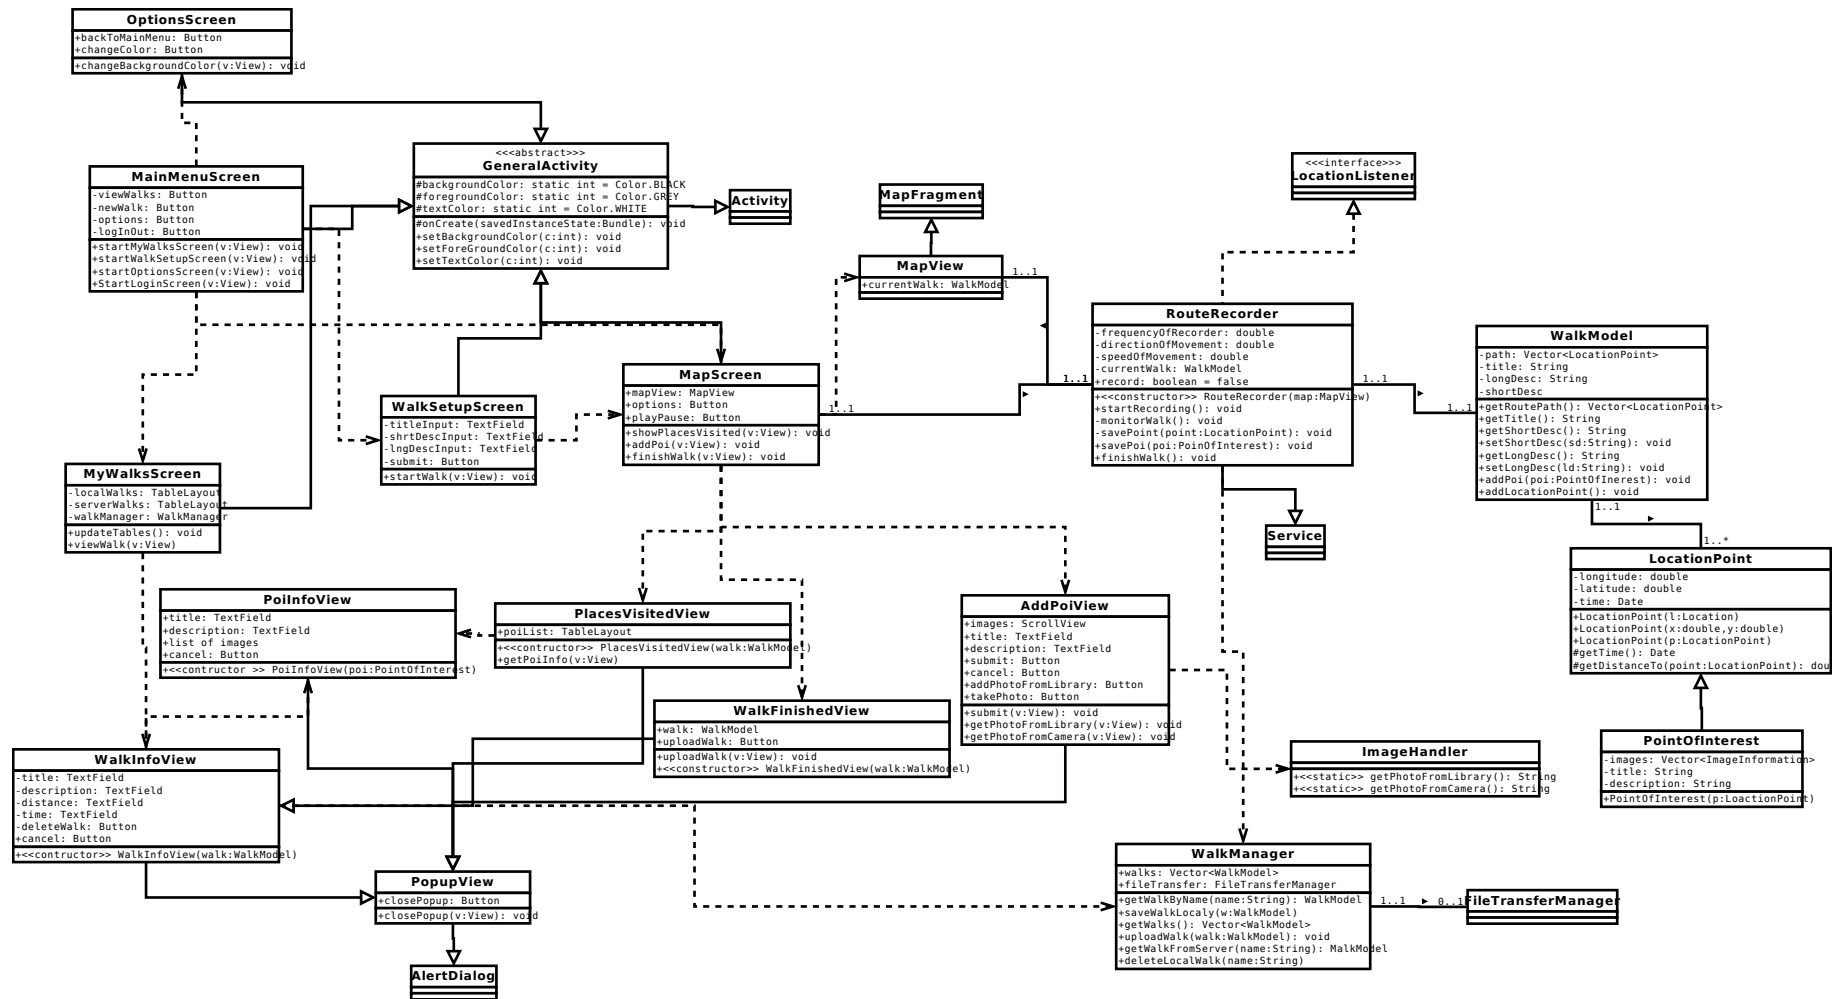 OptionsScreen
+backToMainMenu: Button
+changeColor: Button
+changeBackgroundColor(v:View): void
<<<abstract>>>
GeneralActivity
#backgroundColor: static int = Color.BLACK
#foregroundColor: static int = Color.GREY
#textColor: static int = Color.WHITE
#onCreate(savedInstanceState:Bundle): void
+setBackgroundColor(c:int): void
+setForeGroundColor(c:int): void
+setTextColor(c:int): void
MainMenuScreen
-viewWalks: Button
-newWalk: Button
-options: Button
-logInOut: Button
+startMyWalksScreen(v:View): void
+startWalkSetupScreen(v:View): void
+startOptionsScreen(v:View): void
+StartLoginScreen(v:View): void
Activity
MapFragment
<<<interface>>>
LocationListener
MapView
+currentWalk: WalkModel
1..1
RouteRecorder
-frequencyOfRecorder: double
-directionOfMovement: double
-speedOfMovement: double
-currentWalk: WalkModel
+record: boolean = false
+<<constructor>> RouteRecorder(map:MapView)
+startRecording(): void
-monitorWalk(): void
-savePoint(point:LocationPoint): void
+savePoi(poi:PoinOfInterest): void
+finishWalk(): void
1..1
1..1
1..1
WalkModel
-path: Vector<LocationPoint>
-title: String
-longDesc: String
-shortDesc
+getRoutePath(): Vector<LocationPoint>
+getTitle(): String
+getShortDesc(): String
+setShortDesc(sd:String): void
+getLongDesc(): String
+setLongDesc(ld:String): void
+addPoi(poi:PointOfInerest): void
+addLocationPoint(): void
1..1
1..*
MapScreen
+mapView: MapView
+options: Button
+playPause: Button
+showPlacesVisited(v:View): void
+addPoi(v:View): void
+finishWalk(v:View): void
1..1
WalkSetupScreen
-titleInput: TextField
-shrtDescInput: TextField
-lngDescInput: TextField
-submit: Button
+startWalk(v:View): void
MyWalksScreen
-localWalks: TableLayout
-serverWalks: TableLayout
-walkManager: WalkManager
+updateTables(): void
+viewWalk(v:View)
Service
LocationPoint
-longitude: double
-latitude: double
-time: Date
+LocationPoint(l:Location)
+LocationPoint(x:double,y:double)
+LocationPoint(p:LocationPoint)
#getTime(): Date
#getDistanceTo(point:LocationPoint): dou
PoiInfoView
+title: TextField
+description: TextField
+list of images
+cancel: Button
+<<contructor >> PoiInfoView(poi:PointOfInterest)
PlacesVisitedView
+poiList: TableLayout
+<<contructor>> PlacesVisitedView(walk:WalkModel)
+getPoiInfo(v:View)
AddPoiView
+images: ScrollView
+title: TextField
+description: TextField
+submit: Button
+cancel: Button
+addPhotoFromLibrary: Button
+takePhoto: Button
+submit(v:View): void
+getPhotoFromLibrary(v:View): void
+getPhotoFromCamera(v:View): void
WalkFinishedView
+walk: WalkModel
+uploadWalk: Button
+uploadWalk(v:View): void
+<<constructor>> WalkFinishedView(walk:WalkModel)
WalkInfoView
-title: TextField
-description: TextField
-distance: TextField
-time: TextField
-deleteWalk: Button
+cancel: Button
+<<contructor>> WalkInfoView(walk:WalkModel)
ImageHandler
+<<static>> getPhotoFromLibrary(): String
+<<static>> getPhotoFromCamera(): String
PointOfInterest
-images: Vector<ImageInformation>
-title: String
-description: String
+PointOfInterest(p:LoactionPoint)
PopupView
+closePopup: Button
+closePopup(v:View): void
WalkManager
+walks: Vector<WalkModel>
+fileTransfer: FileTransferManager
+getWalkByName(name:String): WalkModel
+saveWalkLocaly(w:WalkModel)
+getWalks(): Vector<WalkModel>
+uploadWalk(walk:WalkModel): void
+getWalkFromServer(name:String): MalkModel
+deleteLocalWalk(name:String)
1..1
0..1
FileTransferManager
AlertDialog